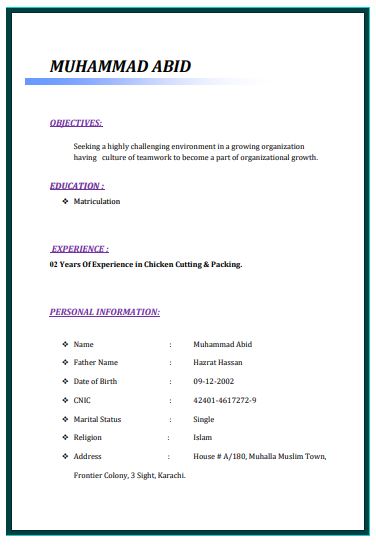 MUHAMMAD ABID
OBJECTIVES:
Seeking a highly challenging environment in a growing organization
having culture of teamwork to become a part of organizational growth.
EDUCATION :
❖ Matriculation
EXPERIENCE :
02 Years Of Experience in Chicken Cutting & Packing.
PERSONAL INFORMATION:
❖ Name : Muhammad Abid
❖ Father Name : Hazrat Hassan
❖ Date of Birth : 09-12-2002
❖ CNIC : 42401-4617272-9
❖ Marital Status : Single
❖ Religion : Islam
❖ Address : House # A/180, Muhalla Muslim Town,
Frontier Colony, 3 Sight, Karachi.